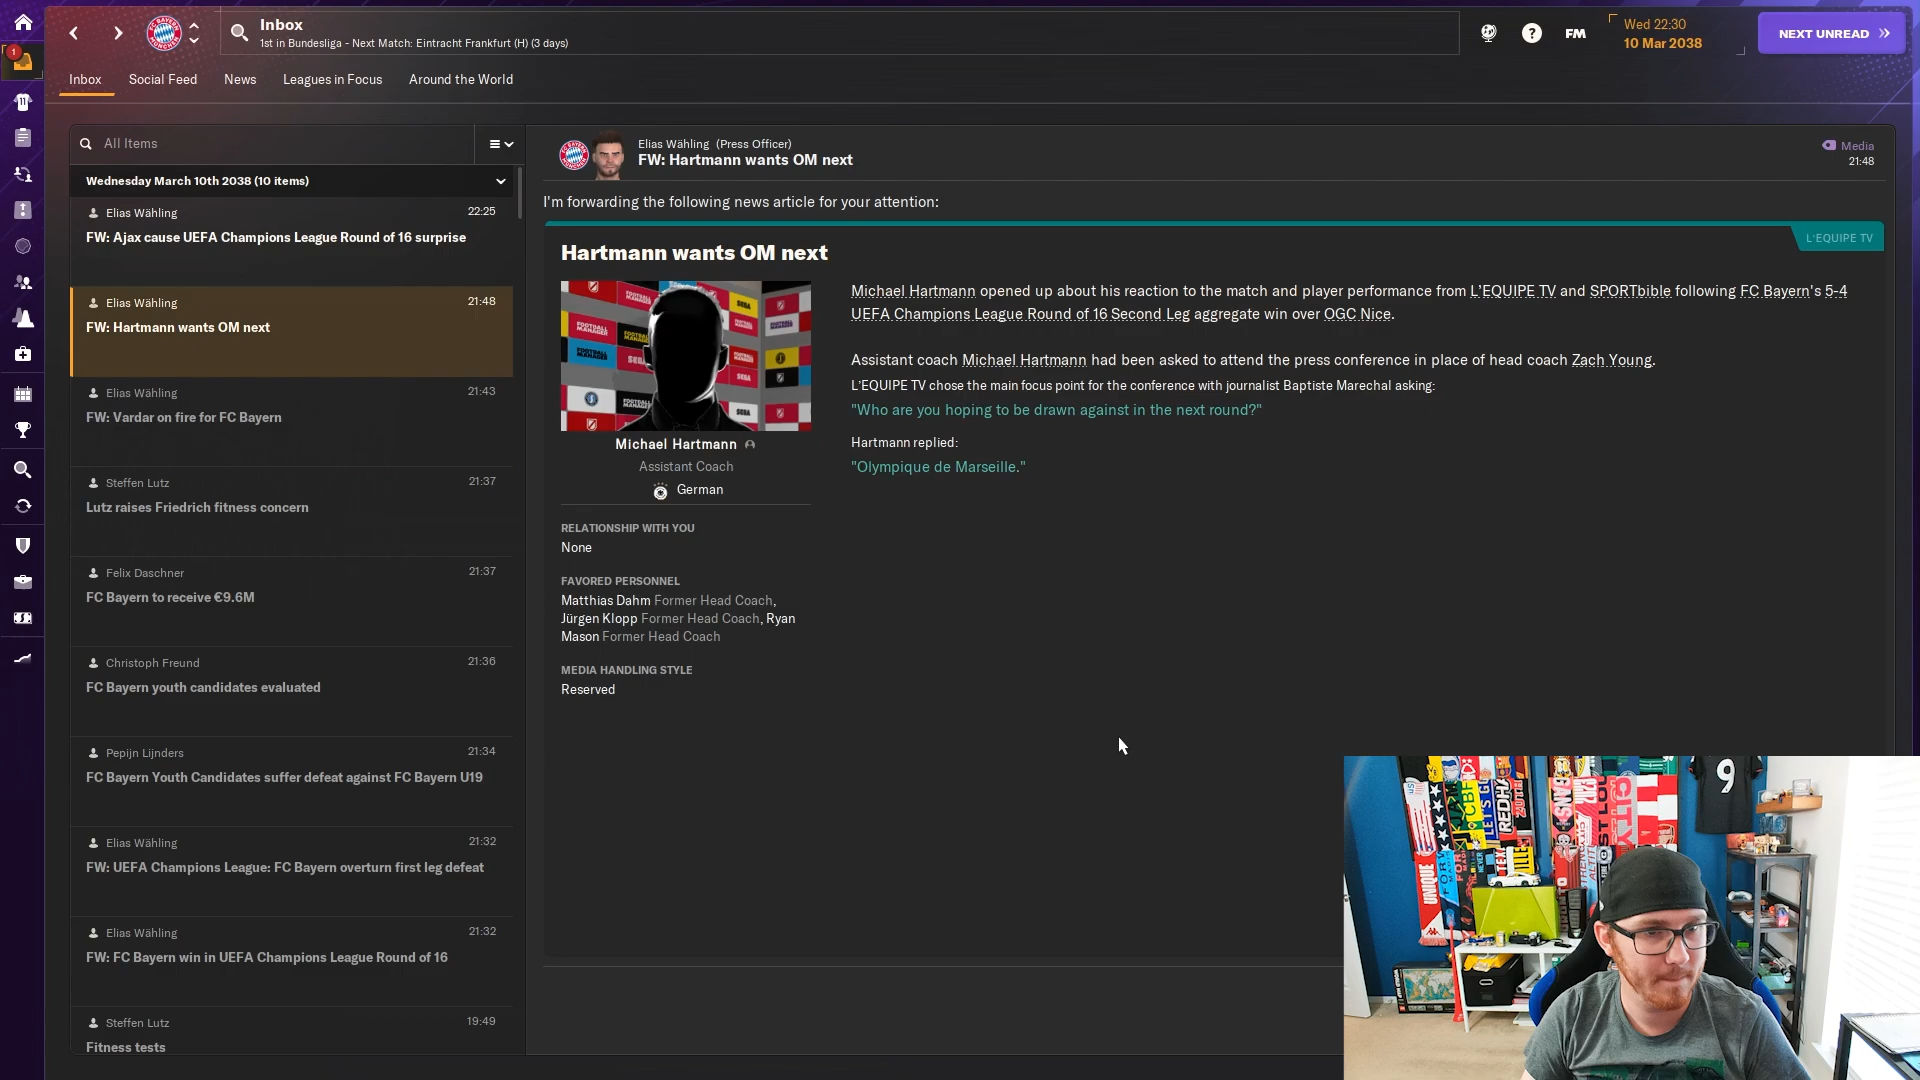 Inbox
1st in Bundesliga - Next Match: Eintracht Frankfurt (H) (3 days)
FM
Wed 22:30
10 Mar 2038
NEXT UNREAD
1
Inbox
Social Feed
News
Leagues in Focus
Around the World
All Items
Wednesday March 10th 2038 (10 items)
Elias Wähling
22:25
FW: Ajax cause UEFA Champions League Round of 16 surprise
Elias Wähling
21:48
FW: Hartmann wants OM next
Elias Wähling
21:43
FW: Vardar on fire for FC Bayern
Steffen Lutz
21:37
Lutz raises Friedrich fitness concern
Felix Daschner
21:37
FC Bayern to receive €9.6M
Christoph Freund
21:36
FC Bayern youth candidates evaluated
Pepijn Lijnders
21:34
FC Bayern Youth Candidates suffer defeat against FC Bayern U19
Elias Wähling
21:32
FW: UEFA Champions League: FC Bayern overturn first leg defeat
Elias Wähling
21:32
FW: FC Bayern win in UEFA Champions League Round of 16
Steffen Lutz
19:49
Fitness tests
Elias Wähling (Press Officer)
FW: Hartmann wants OM next
Media
21:48
I'm forwarding the following news article for your attention:
L'EQUIPE TV
Hartmann wants OM next
Michael Hartmann
Assistant Coach
German
RELATIONSHIP WITH YOU
None
FAVORED PERSONNEL
Matthias Dahm Former Head Coach,
Jürgen Klopp Former Head Coach, Ryan
Mason Former Head Coach
MEDIA HANDLING STYLE
Reserved
Michael Hartmann opened up about his reaction to the match and player performance from L'EQUIPE TV and SPORTbible following FC Bayern's 5-4
UEFA Champions League Round of 16 Second Leg aggregate win over OGC Nice.
Assistant coach Michael Hartmann had been asked to attend the press conference in place of head coach Zach Young.
L'EQUIPE TV chose the main focus point for the conference with journalist Baptiste Marechal asking:
"Who are you hoping to be drawn against in the next round?"
Hartmann replied:
"Olympique de Marseille."
9